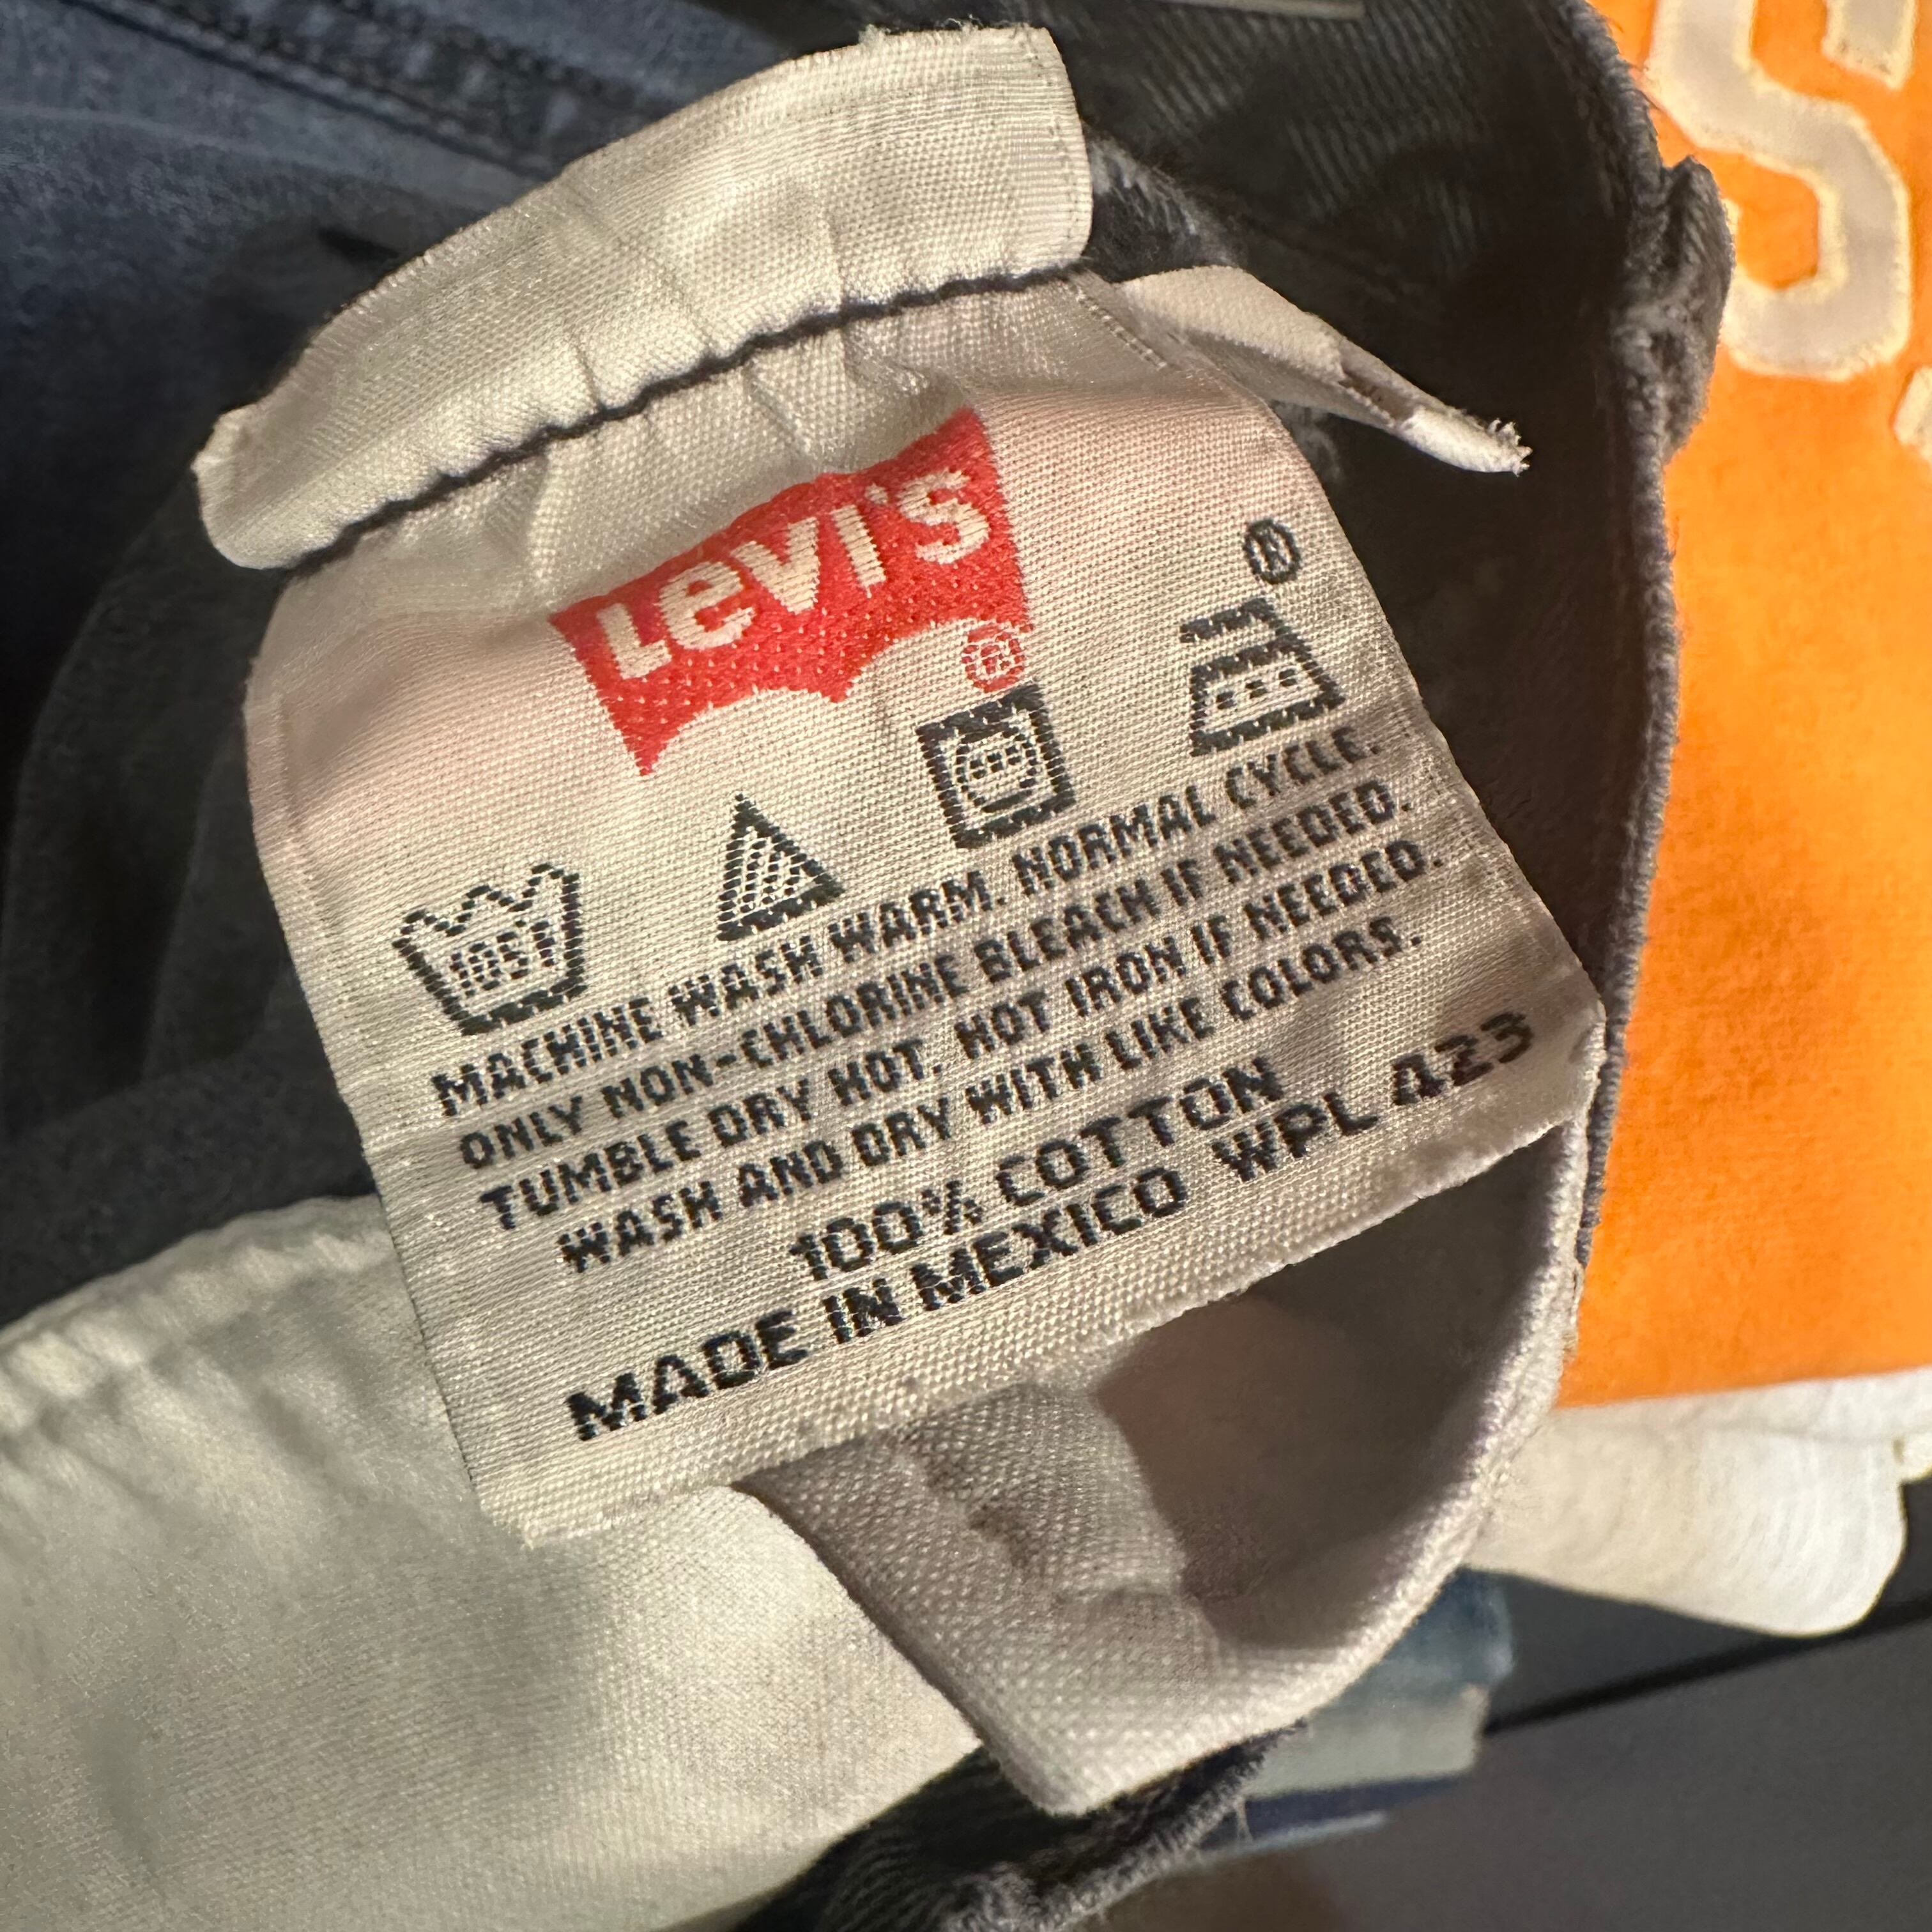 LEVI'S
®
®
105F
MACHINE WASH WARM. NORMAL CYCLE.
ONLY NON-CHLORINE BLEACH IF NEEDED.
TUMBLE DRY HOT. HOT IRON IF NEEDED.
WASH AND DRY WITH LIKE COLORS.
100% COTTON
MADE IN MEXICO WPL 423
S